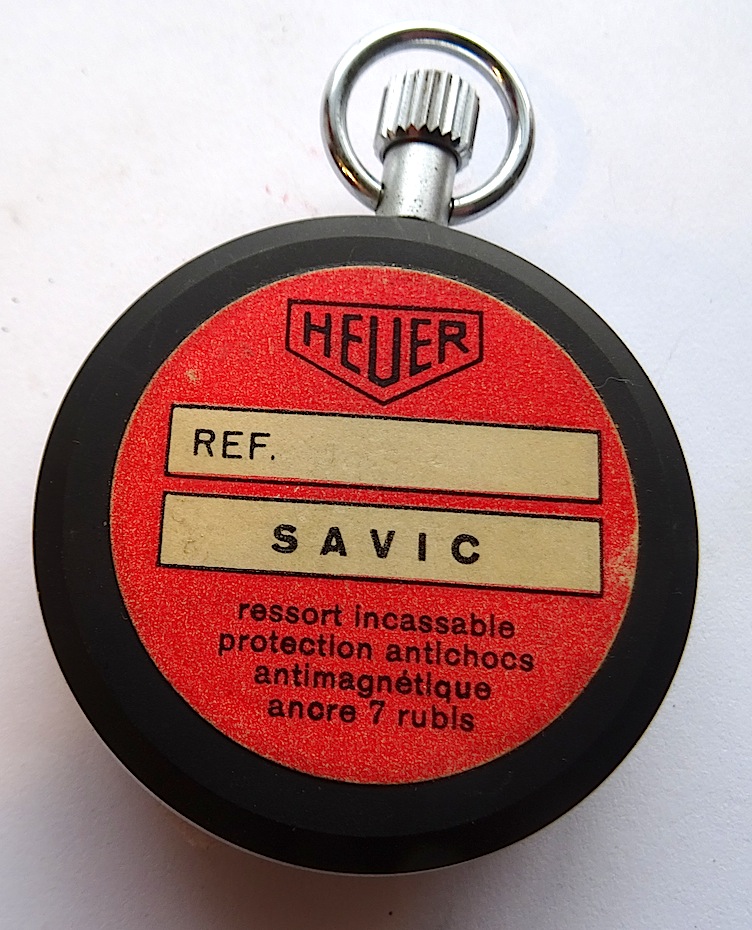 HEUER
REF.
SAVIC
ressort incassable
protection antichocs
antimagnétique
ancre 7 rubis